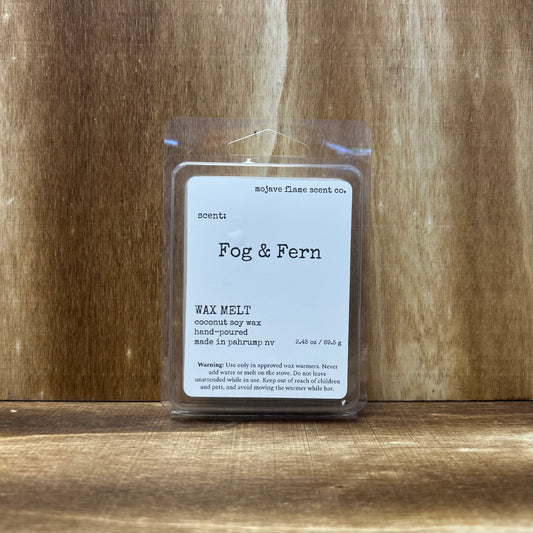 mojave flame scent co.
scent:
Fog & Fern
WAX MELT
coconut soy wax
hand-poured
made in pahrump nv
2.45 oz / 69.5 g
Warning: Use only in approved wax warmers. Never
add water or melt on the stove. Do not leave
unattended while in use. Keep out of reach of children
and pets, and avoid moving the warmer while hot.